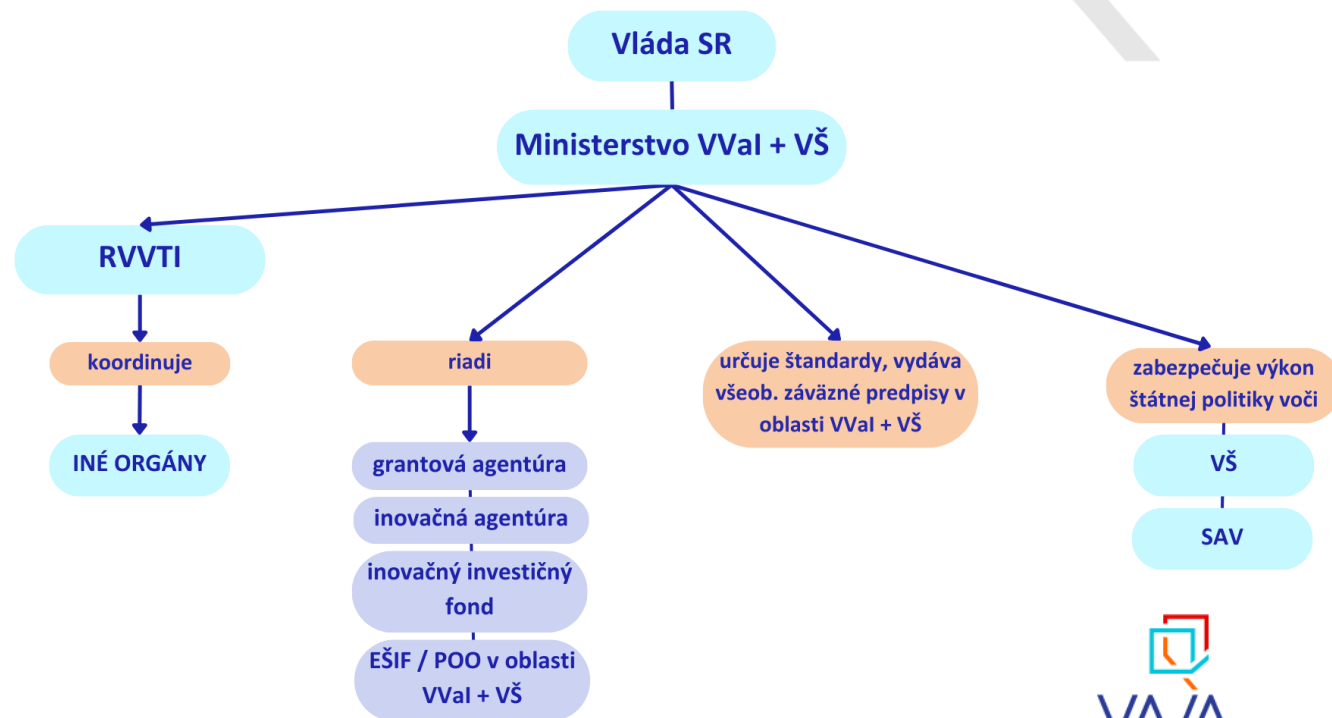 Vláda SR
Ministerstvo VVaI + VŠ
RVVTI
koordinuje
INÉ ORGÁNY
riadi
grantová agentúra
inovačná agentúra
inovačný investičný
fond
EŠIF / POO v oblasti
VVaI + VŠ
určuje štandardy, vydáva
všeob. záväzné predpisy v
oblasti VVaI + VŠ
zabezpečuje výkon
štátnej politiky voči
VŠ
SAV